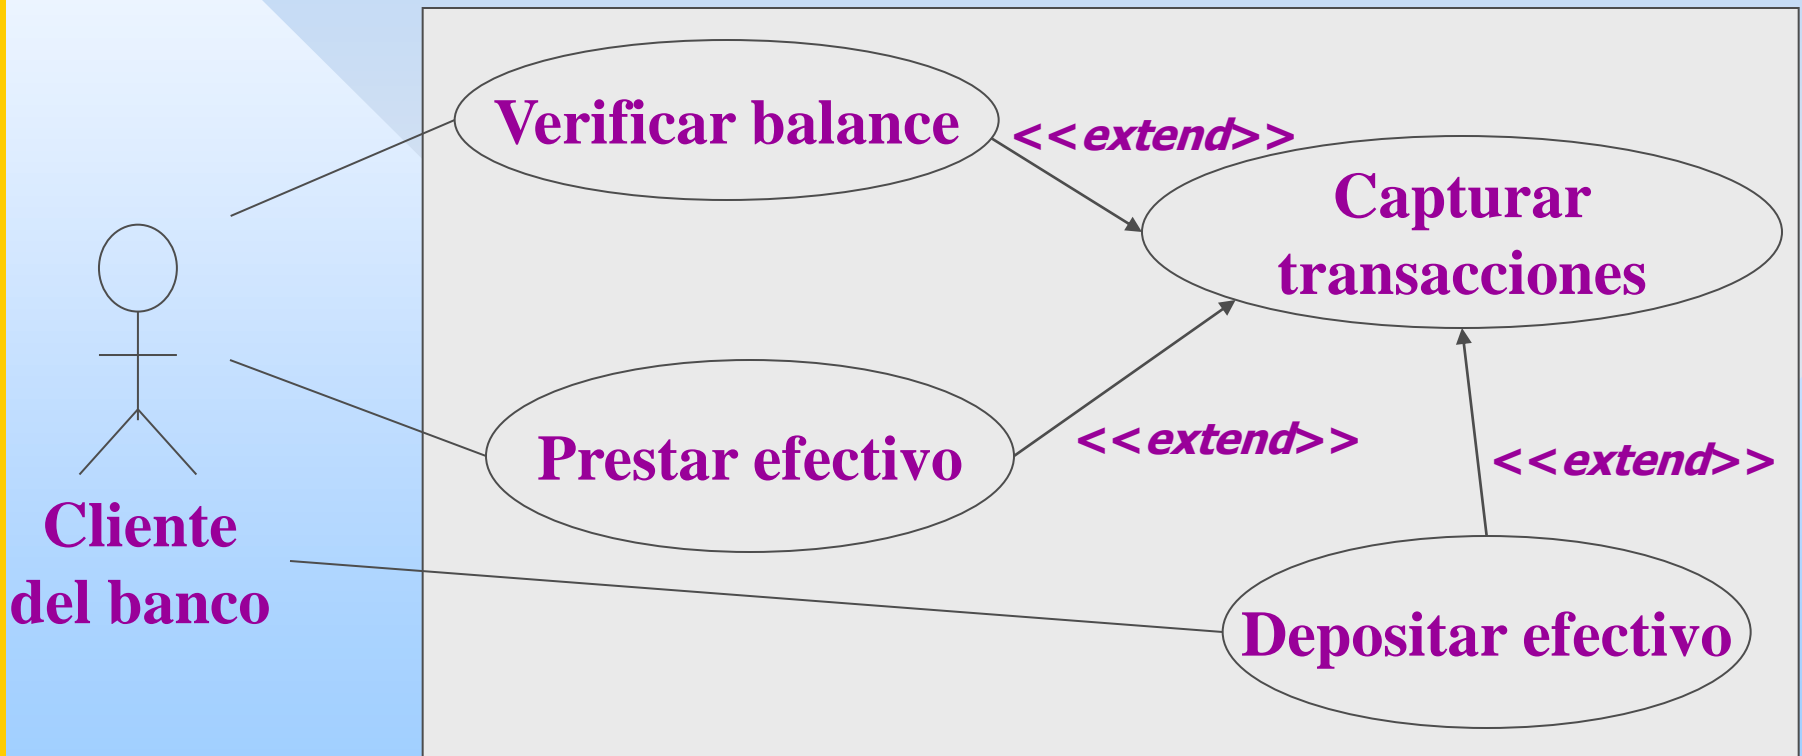 Verificar balance
<<extend>>
Capturar
transacciones
Prestar efectivo
<<extend>>
<<extend>>
Cliente
del banco
Depositar efectivo